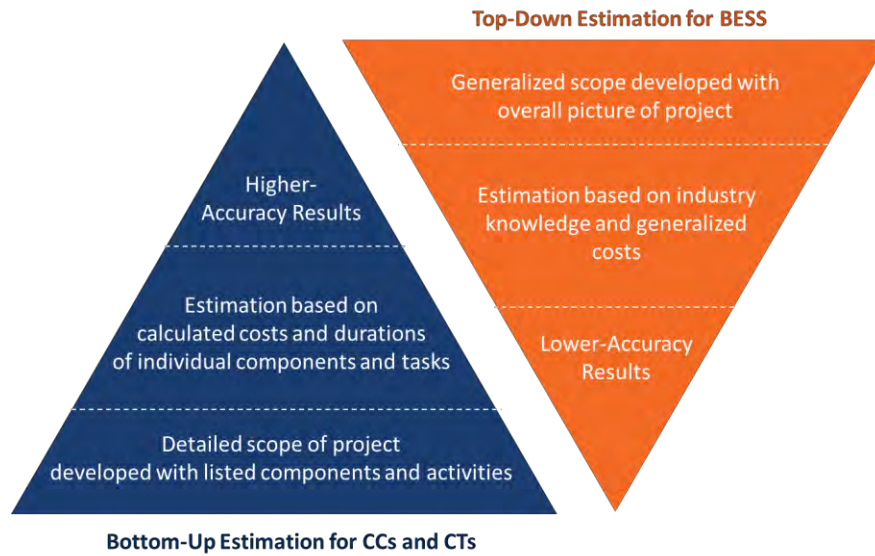 Top-Down Estimation for BESS
Generalized scope developed with
overall picture of project
Estimation based on industry
knowledge and generalized
costs
Lower-Accuracy
Results
Higher-
Accuracy Results
Estimation based on
calculated costs and durations
of individual components and tasks
Detailed scope of project
developed with listed components and activities
Bottom-Up Estimation for CCs and CTs